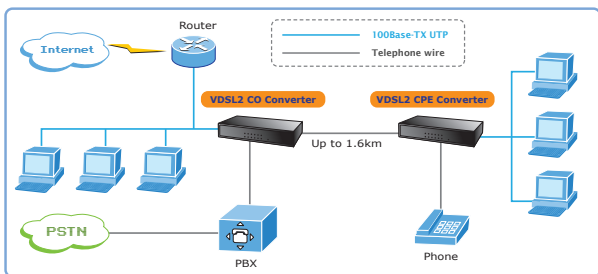 Router
Internet
100Base-TX UTP
Telephone wire
VDSL2 CO Converter
VDSL2 CPE Converter
Up to 1.6km
PSTN
PBX
Phone